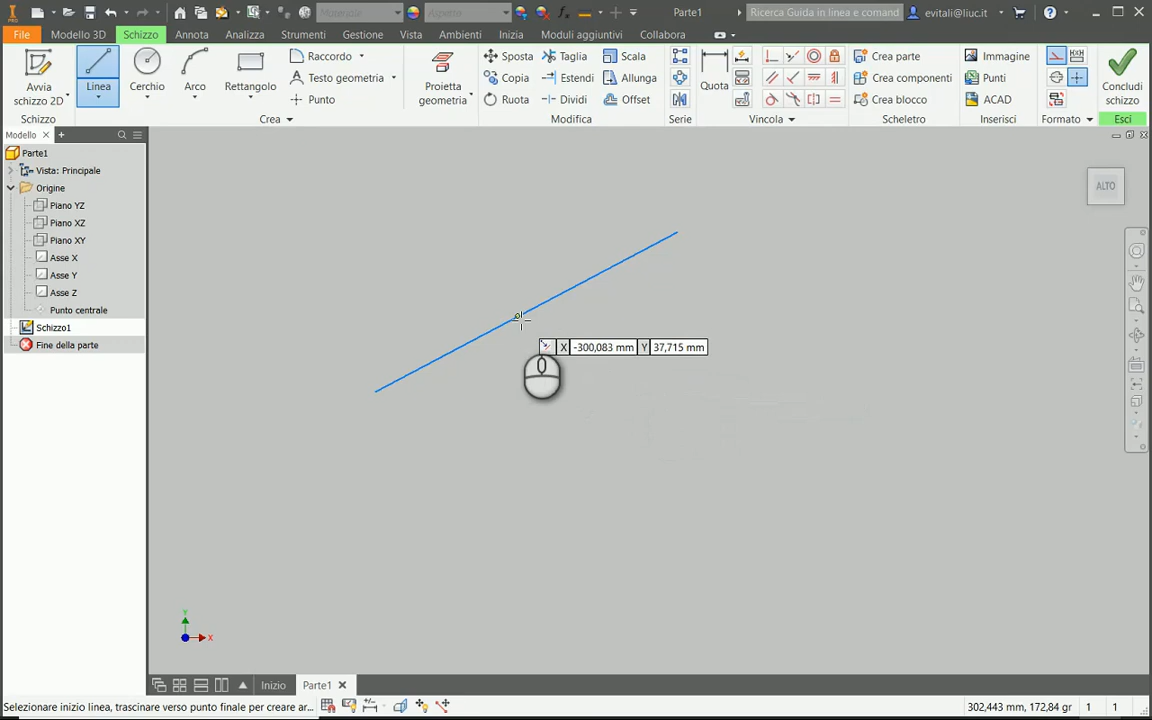 PRO
Materiale
Aspetto
Parte1
Ricerca Guida in linea e comand
evitali@liuc.it
File
Modello 3D
Schizzo
Annota
Analizza
Strumenti
Gestione
Vista
Ambienti
Inizia
Moduli aggiuntivi
Collabora
Avvia
schizzo 2D
Linea
Cerchio
Arco
Rettangolo
Raccordo
Testo geometria
Punto
Proietta
geometria
Sposta
Copia
Ruota
Taglia
Estendi
Dividi
Scala
Allunga
Offset
Quota
Crea parte
Crea componenti
Crea blocco
Immagine
Punti
ACAD
Concludi
schizzo
Schizzo
Crea
Modifica
Serie
Vincola
Scheletro
Inserisci
Formato
Esci
Modello
Parte1
Vista: Principale
Origine
Piano YZ
Piano XZ
Piano XY
Asse X
Asse Y
Asse Z
Punto centrale
Schizzo1
Fine della parte
ALTO
X -300,083 mm Y 37,715 mm
Y
X
Inizio
Parte1
Selezionare inizio linea, trascinare verso punto finale per creare ar...
302,443 mm, 172,84 gr 1 1